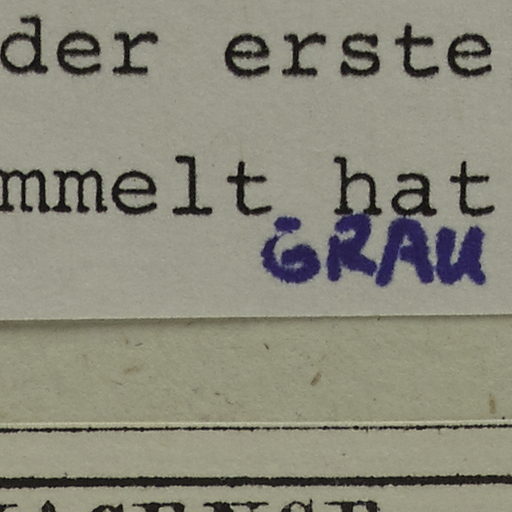 der erste
mmelt hat
GRAU